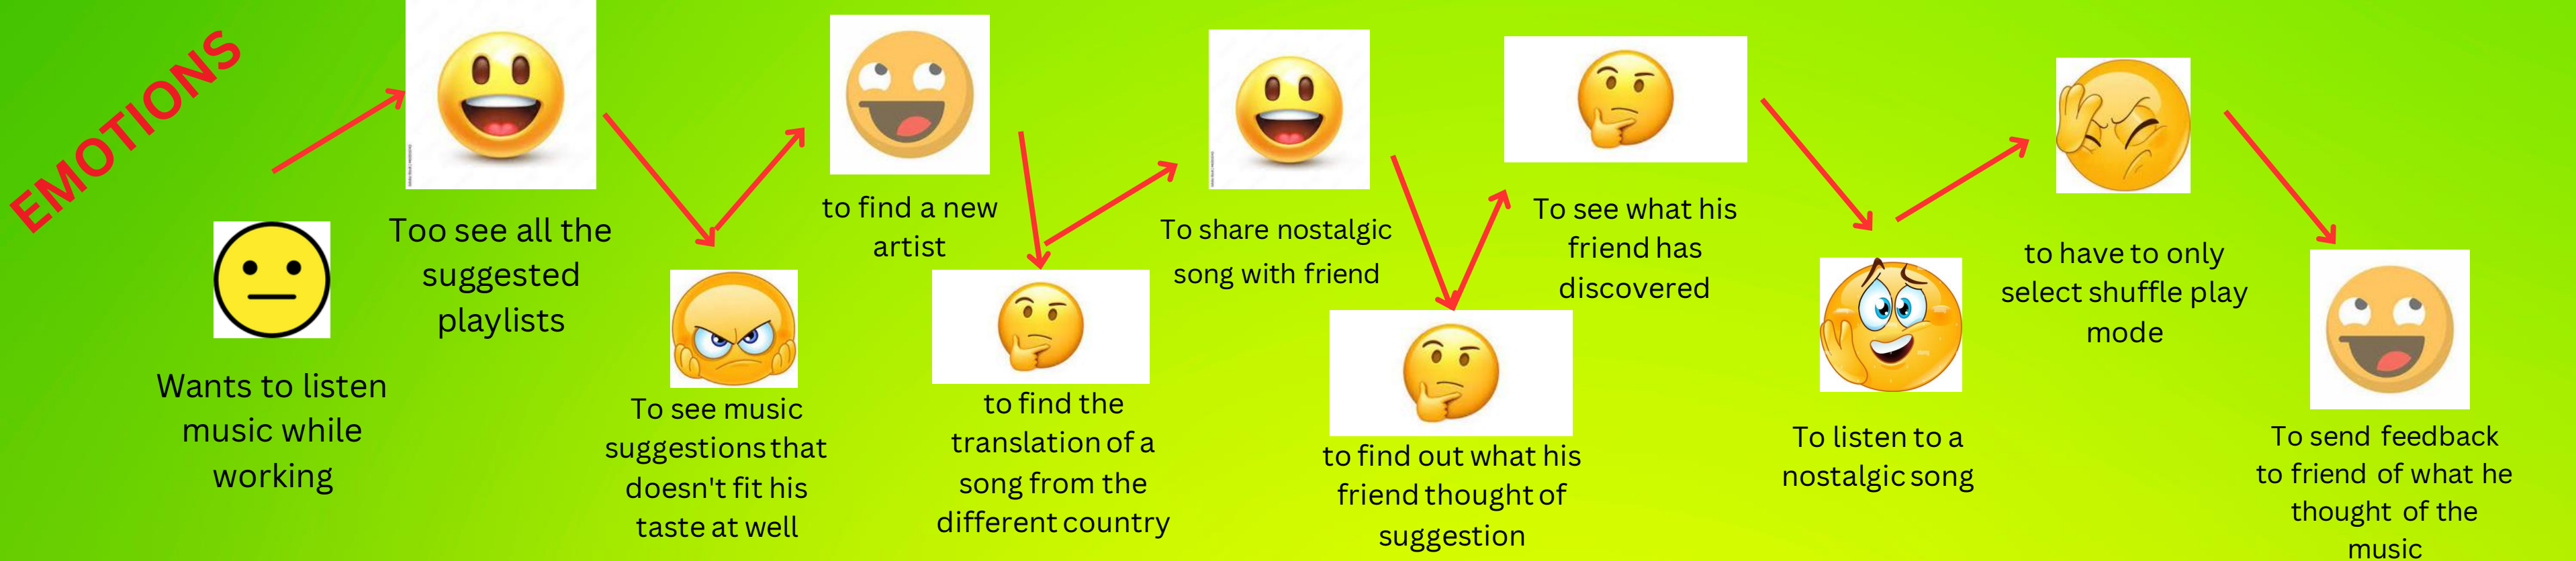 EMOTIONS
Wants to listen
music while
working
Too see all the
suggested
playlists
To see music
suggestions that
doesn't fit his
taste at well
to find a new
artist
to find the
translation of a
song from the
different country
To share nostalgic
song with friend
to find out what his
friend thought of
suggestion
To see what his
friend has
discovered
To listen to a
nostalgic song
to have to only
select shuffle play
mode
To send feedback
to friend of what he
thought of the
music